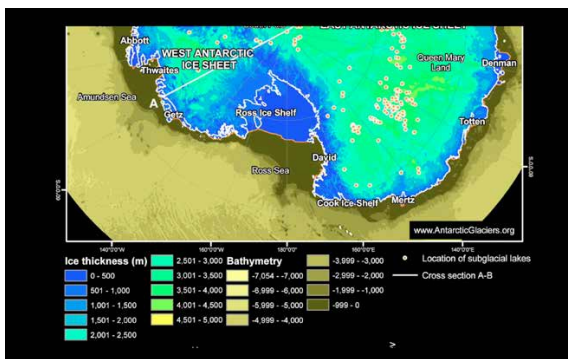 EAST ANTARCTIC ICE SHEET
Abbott
WEST ANTARCTIC
ICE SHEET
Queen Mary
Land
Denman
Thwaites
Amundsen Sea
A
Getz
Ross Ice Shelf
Totten
David
Ross Sea
60°0'0"S
60°0'0"S
Cook Ice Shelf
Mertz
www.AntarcticGlaciers.org
140°0'0"W
160°0'0"W
180°0'0"
160°0'0"E
140°0'0"E
Ice thickness (m)
0 - 500
501 - 1,000
1,001 - 1,500
1,501 - 2,000
2,001 - 2,500
2,501 - 3,000
3,001 - 3,500
3,501 - 4,000
4,001 - 4,500
4,501 - 5,000
Bathymetry
-7,054 - -7,000
-6,999 - -6,000
-5,999 - -5,000
-4,999 - -4,000
-3,999 - -3,000
-2,999 - -2,000
-1,999 - -1,000
-999 - 0
Location of subglacial lakes
Cross section A-B